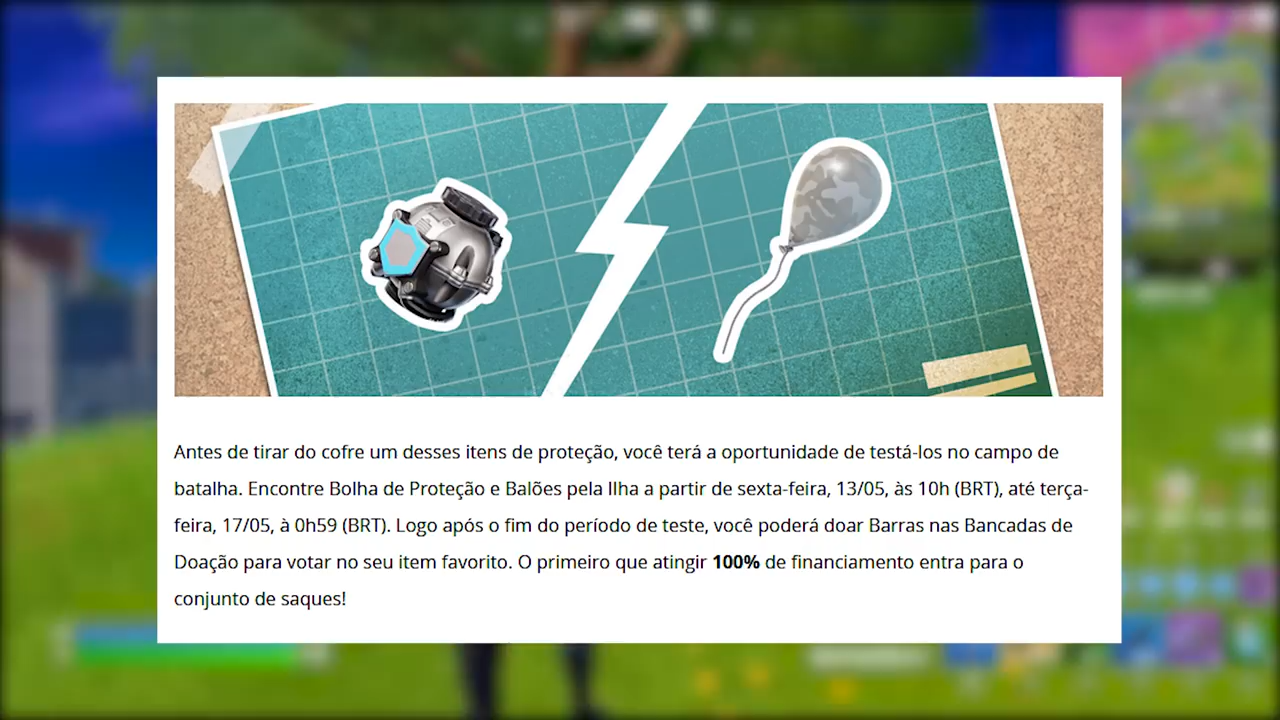 Antes de tirar do cofre um desses itens de proteção, você terá a oportunidade de testá-los no campo de
batalha. Encontre Bolha de Proteção e Balões pela Ilha a partir de sexta-feira, 13/05, às 10h (BRT), até terça-
feira, 17/05, à 0h59 (BRT). Logo após o fim do período de teste, você poderá doar Barras nas Bancadas de
Doação para votar no seu item favorito. O primeiro que atingir 100% de financiamento entra para o
conjunto de saques!